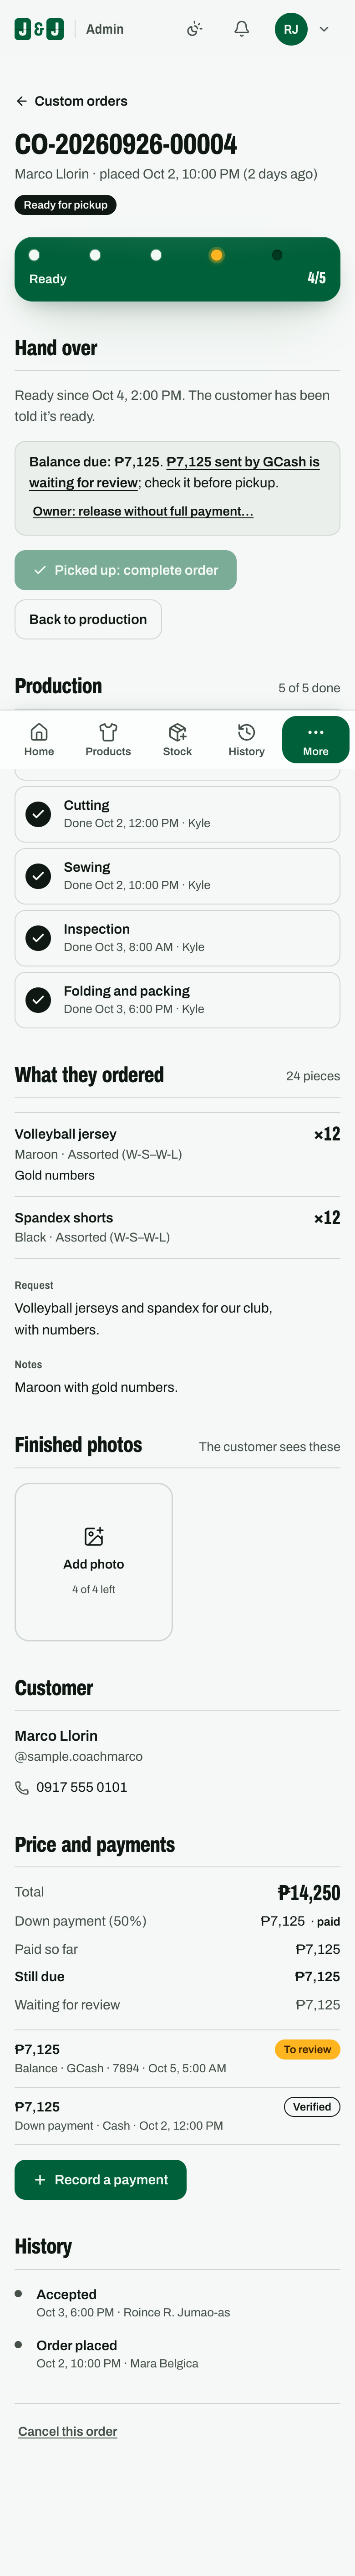 J & J Admin RJ
Custom orders
CO-20260926-00004
Marco Llorin · placed Oct 2, 10:00 PM (2 days ago)
Ready for pickup
Ready 4/5
Hand over
Ready since Oct 4, 2:00 PM. The customer has been
told it’s ready.
Balance due: ₱7,125. ₱7,125 sent by GCash is
waiting for review; check it before pickup.
Owner: release without full payment…
Picked up: complete order
Back to production
Production 5 of 5 done
Home Products Stock History More
Cutting
Done Oct 2, 12:00 PM · Kyle
Sewing
Done Oct 2, 10:00 PM · Kyle
Inspection
Done Oct 3, 8:00 AM · Kyle
Folding and packing
Done Oct 3, 6:00 PM · Kyle
What they ordered 24 pieces
Volleyball jersey ×12
Maroon · Assorted (W-S–W-L)
Gold numbers
Spandex shorts ×12
Black · Assorted (W-S–W-L)
Request
Volleyball jerseys and spandex for our club,
with numbers.
Notes
Maroon with gold numbers.
Finished photos The customer sees these
Add photo
4 of 4 left
Customer
Marco Llorin
@sample.coachmarco
0917 555 0101
Price and payments
Total ₱14,250
Down payment (50%) ₱7,125 · paid
Paid so far ₱7,125
Still due ₱7,125
Waiting for review ₱7,125
₱7,125 To review
Balance · GCash · 7894 · Oct 5, 5:00 AM
₱7,125 Verified
Down payment · Cash · Oct 2, 12:00 PM
Record a payment
History
Accepted
Oct 3, 6:00 PM · Roince R. Jumao-as
Order placed
Oct 2, 10:00 PM · Mara Belgica
Cancel this order